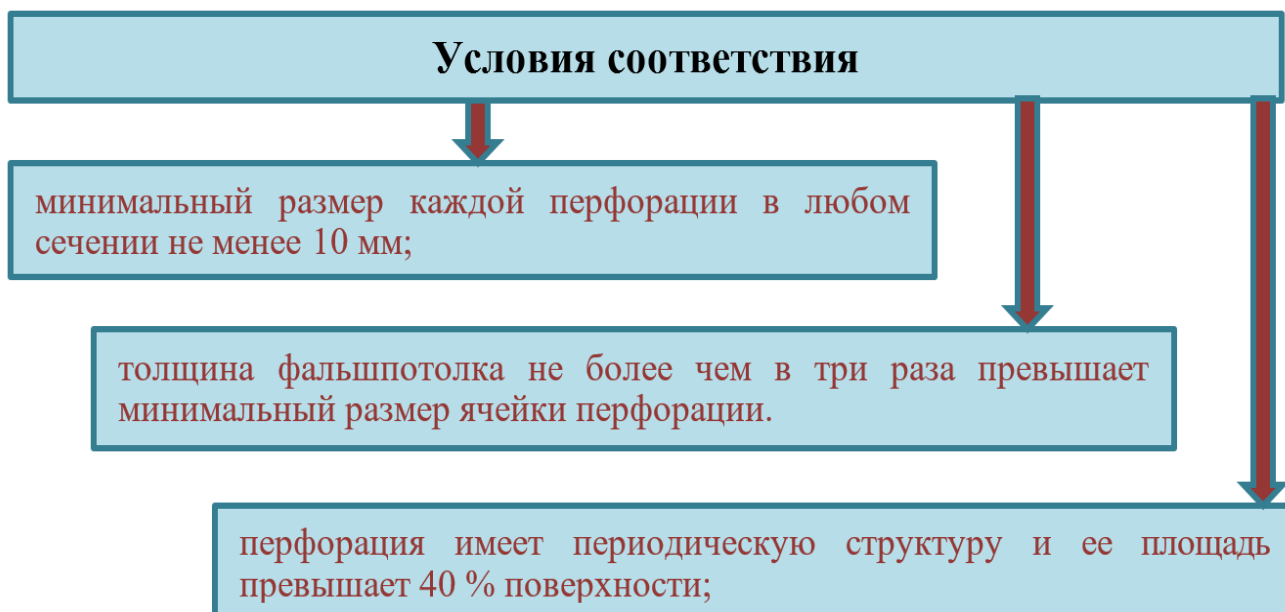 Условия соответствия
минимальный размер каждой перфорации в любом
сечении не менее 10 мм;
толщина фальшпотолка не более чем в три раза превышает
минимальный размер ячейки перфорации.
перфорация имеет периодическую структуру и ее площадь
превышает 40 % поверхности;